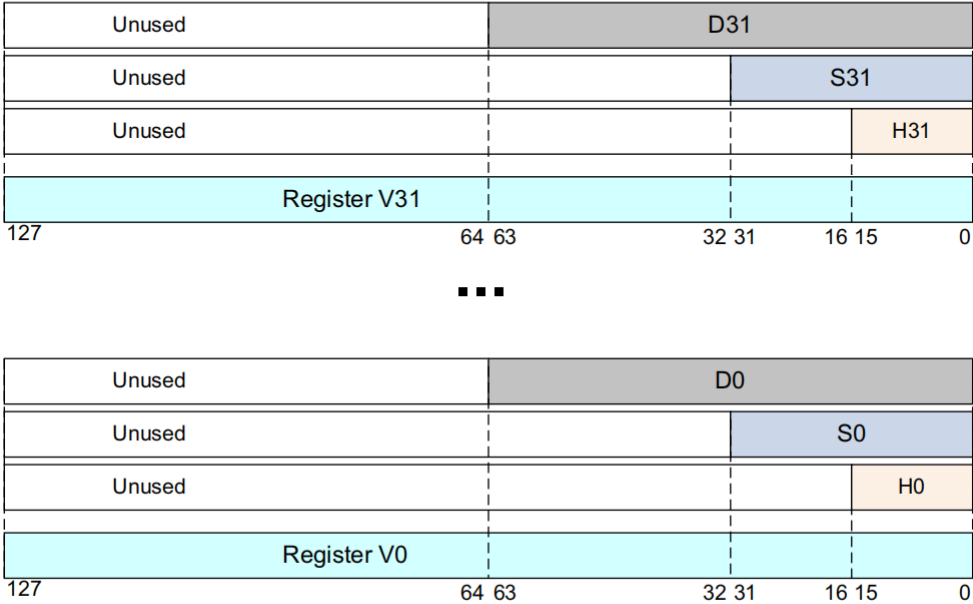 Unused D31
Unused S31
Unused H31
Register V31
127 64 63 32 31 16 15 0
...
Unused D0
Unused S0
Unused H0
Register V0
127 64 63 32 31 16 15 0